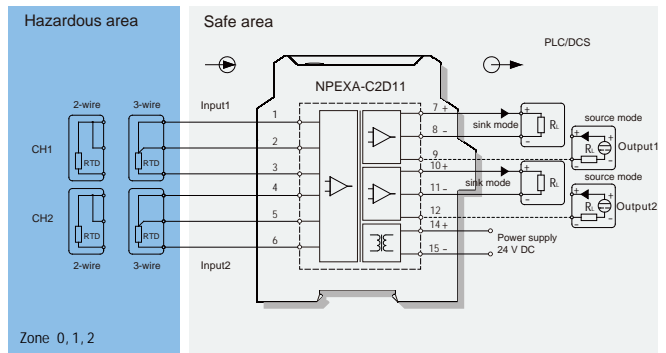 Hazardous area
Safe area
PLC/DCS
NPEXA-C2D11
2-wire 3-wire Input1
CH1
RTD RTD
1
2
3
4
5
6
7 +
8 –
9
10 +
11 –
12
14 +
15 –
sink mode
+ RL –
source mode
+ RL – –
Output1
sink mode
+ RL –
source mode
+ RL – –
Output2
CH2
RTD RTD
2-wire 3-wire Input2
Power supply
24 V DC
Zone 0, 1, 2